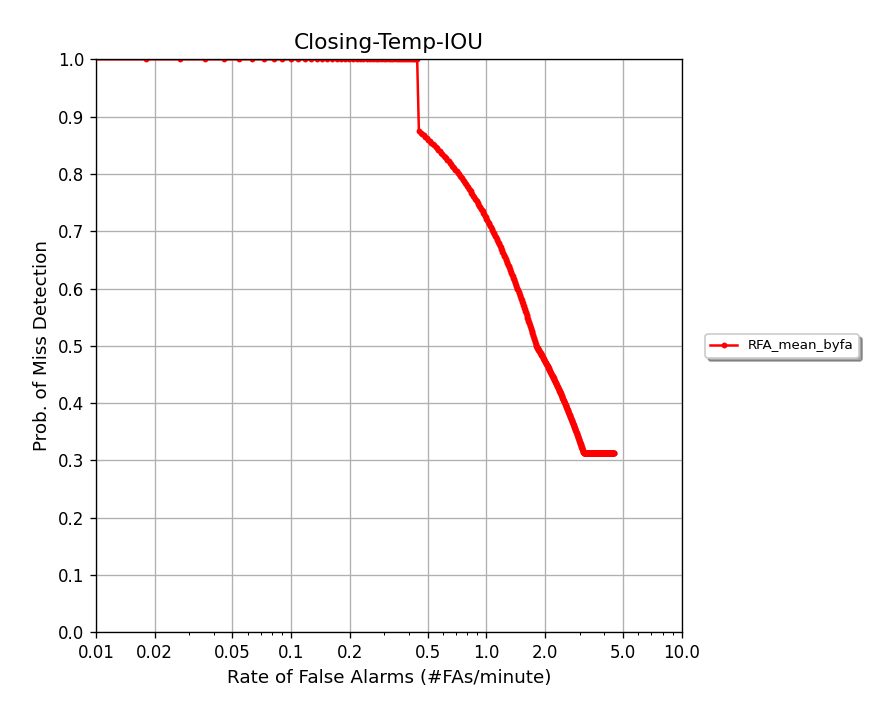 Closing-Temp-IOU
1.0
0.9
0.8
0.7
0.6
0.5
0.4
0.3
0.2
0.1
0.0
Prob. of Miss Detection
0.01 0.02 0.05 0.1 0.2 0.5 1.0 2.0 5.0 10.0
Rate of False Alarms (#FAs/minute)
RFA_mean_byfa